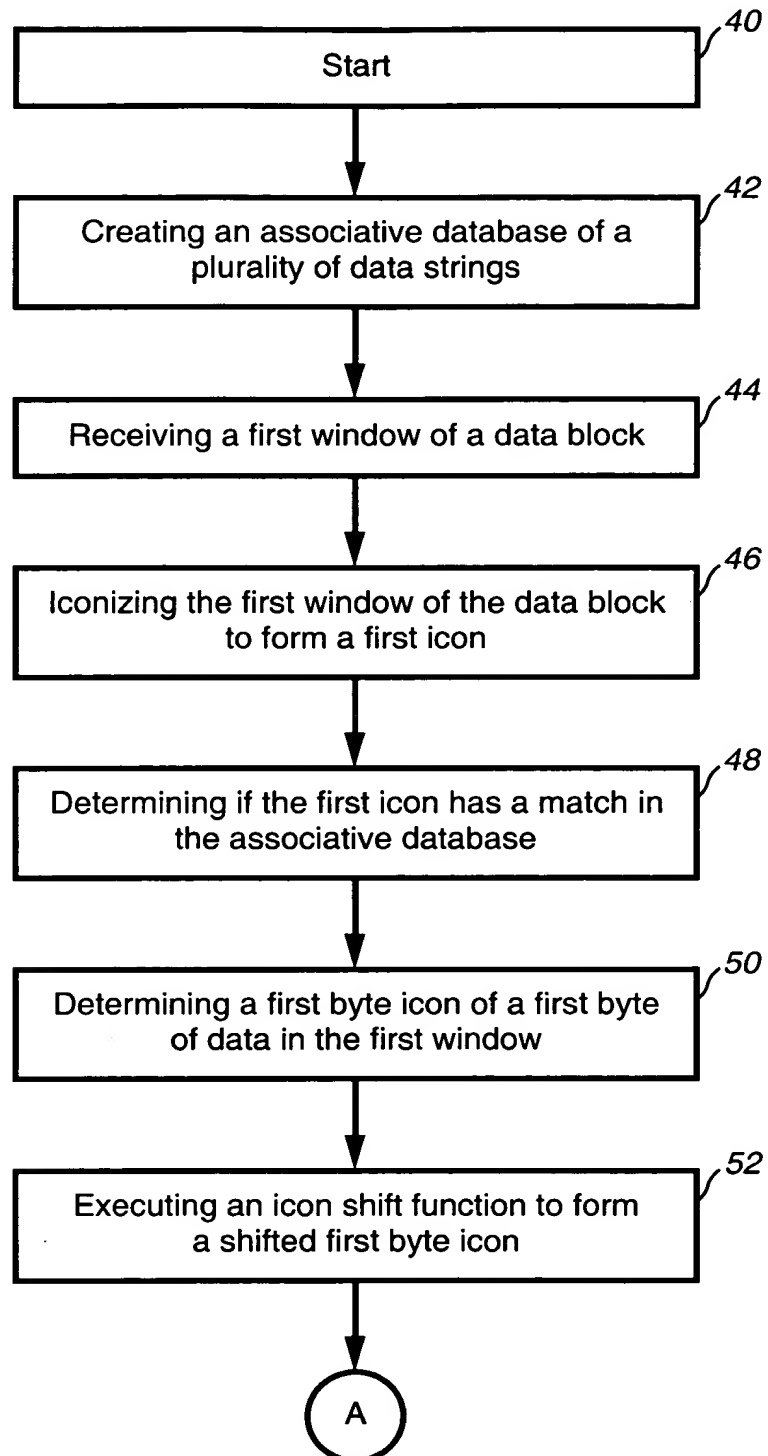 40
Start
42
Creating an associative database of a
plurality of data strings
44
Receiving a first window of a data block
46
Iconizing the first window of the data block
to form a first icon
48
Determining if the first icon has a match in
the associative database
50
Determining a first byte icon of a first byte
of data in the first window
52
Executing an icon shift function to form
a shifted first byte icon
A